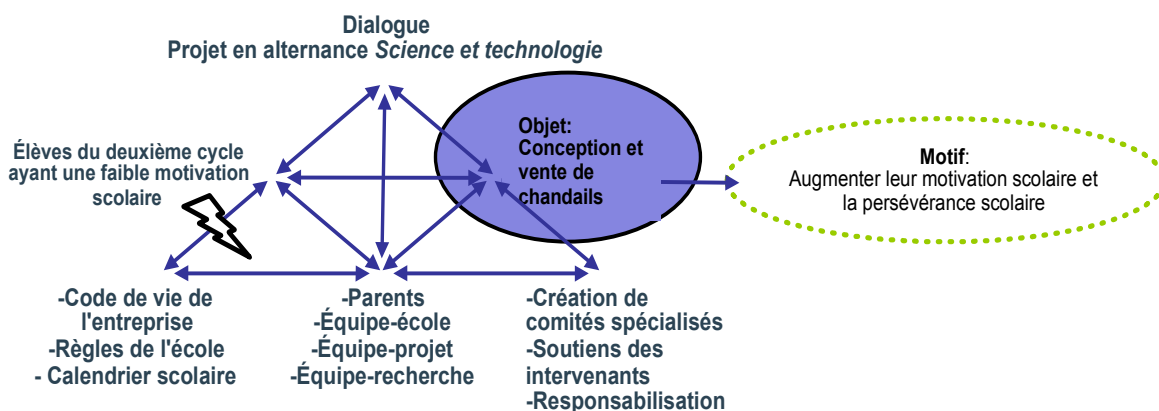 Dialogue
Projet en alternance Science et technologie
Élèves du deuxième cycle
ayant une faible motivation
scolaire
Objet:
Conception et
vente de
chandails
Motif:
Augmenter leur motivation scolaire et
la persévérance scolaire
-Code de vie de
l'entreprise
-Règles de l'école
- Calendrier scolaire
-Parents
-Équipe-école
-Équipe-projet
-Équipe-recherche
-Création de
comités spécialisés
-Soutiens des
intervenants
-Responsabilisation